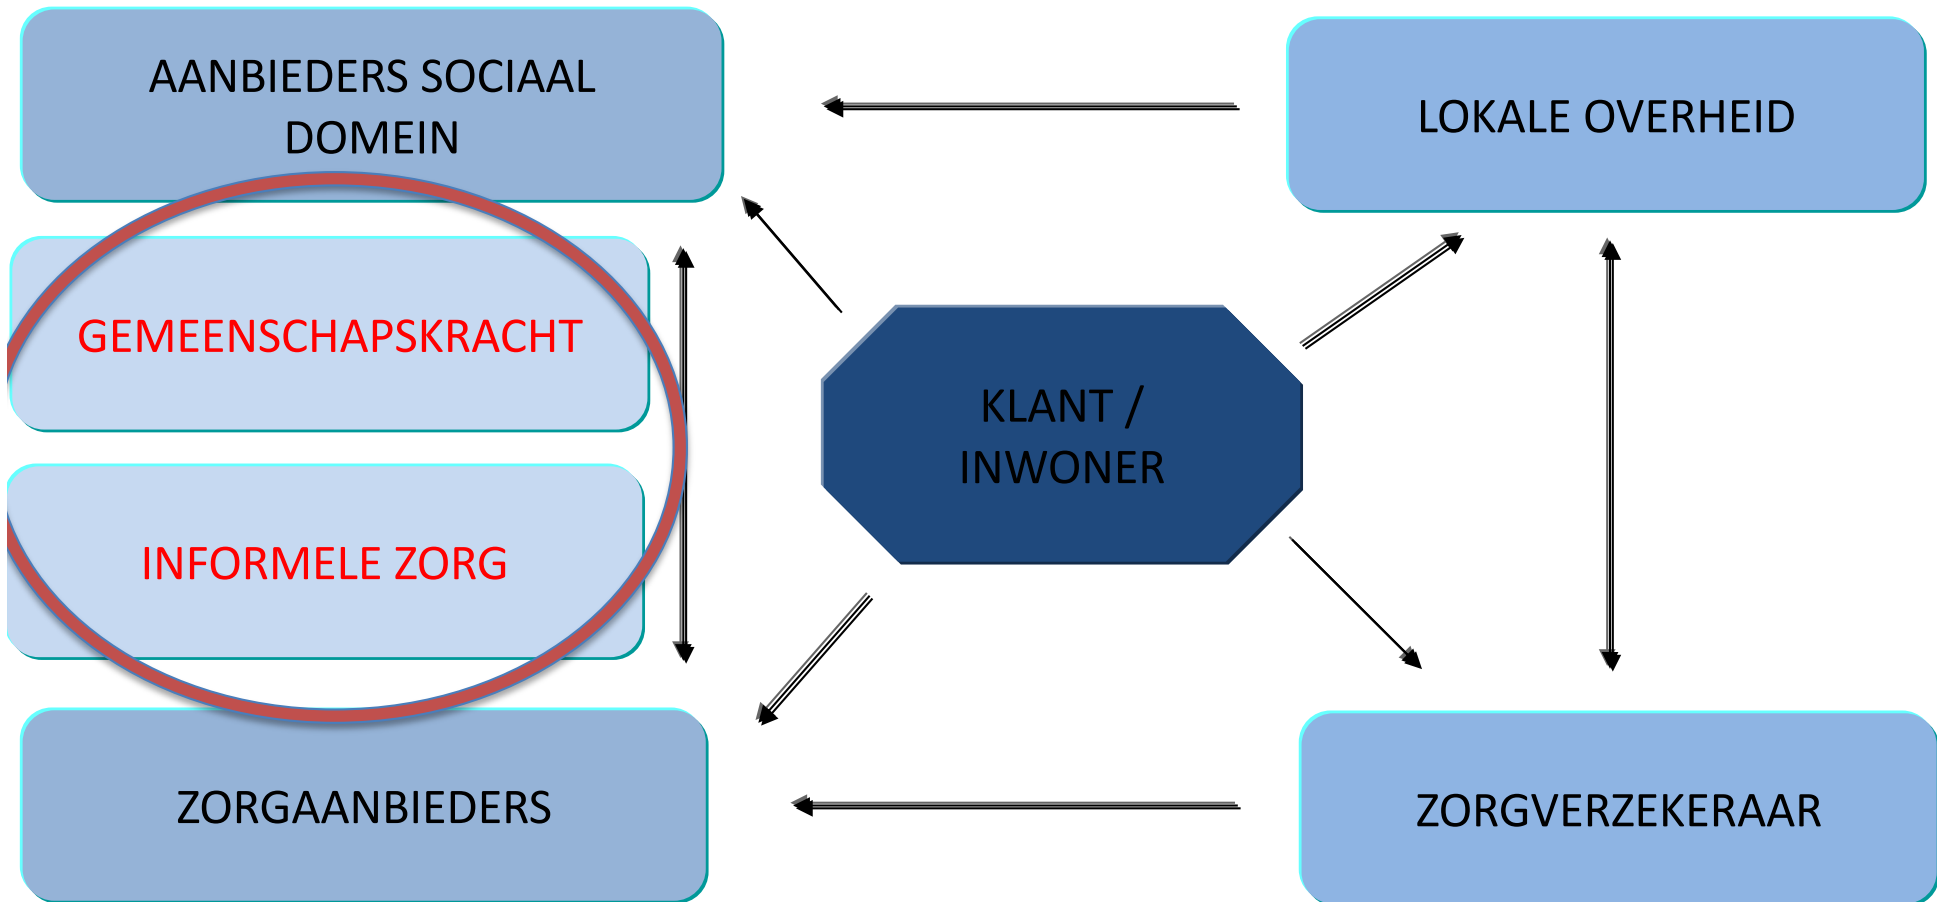 AANBIEDERS SOCIAAL
DOMEIN
LOKALE OVERHEID
GEMEENSCHAPSKRACHT
KLANT /
INWONER
INFORMELE ZORG
ZORGAANBIEDERS
ZORGVERZEKERAAR